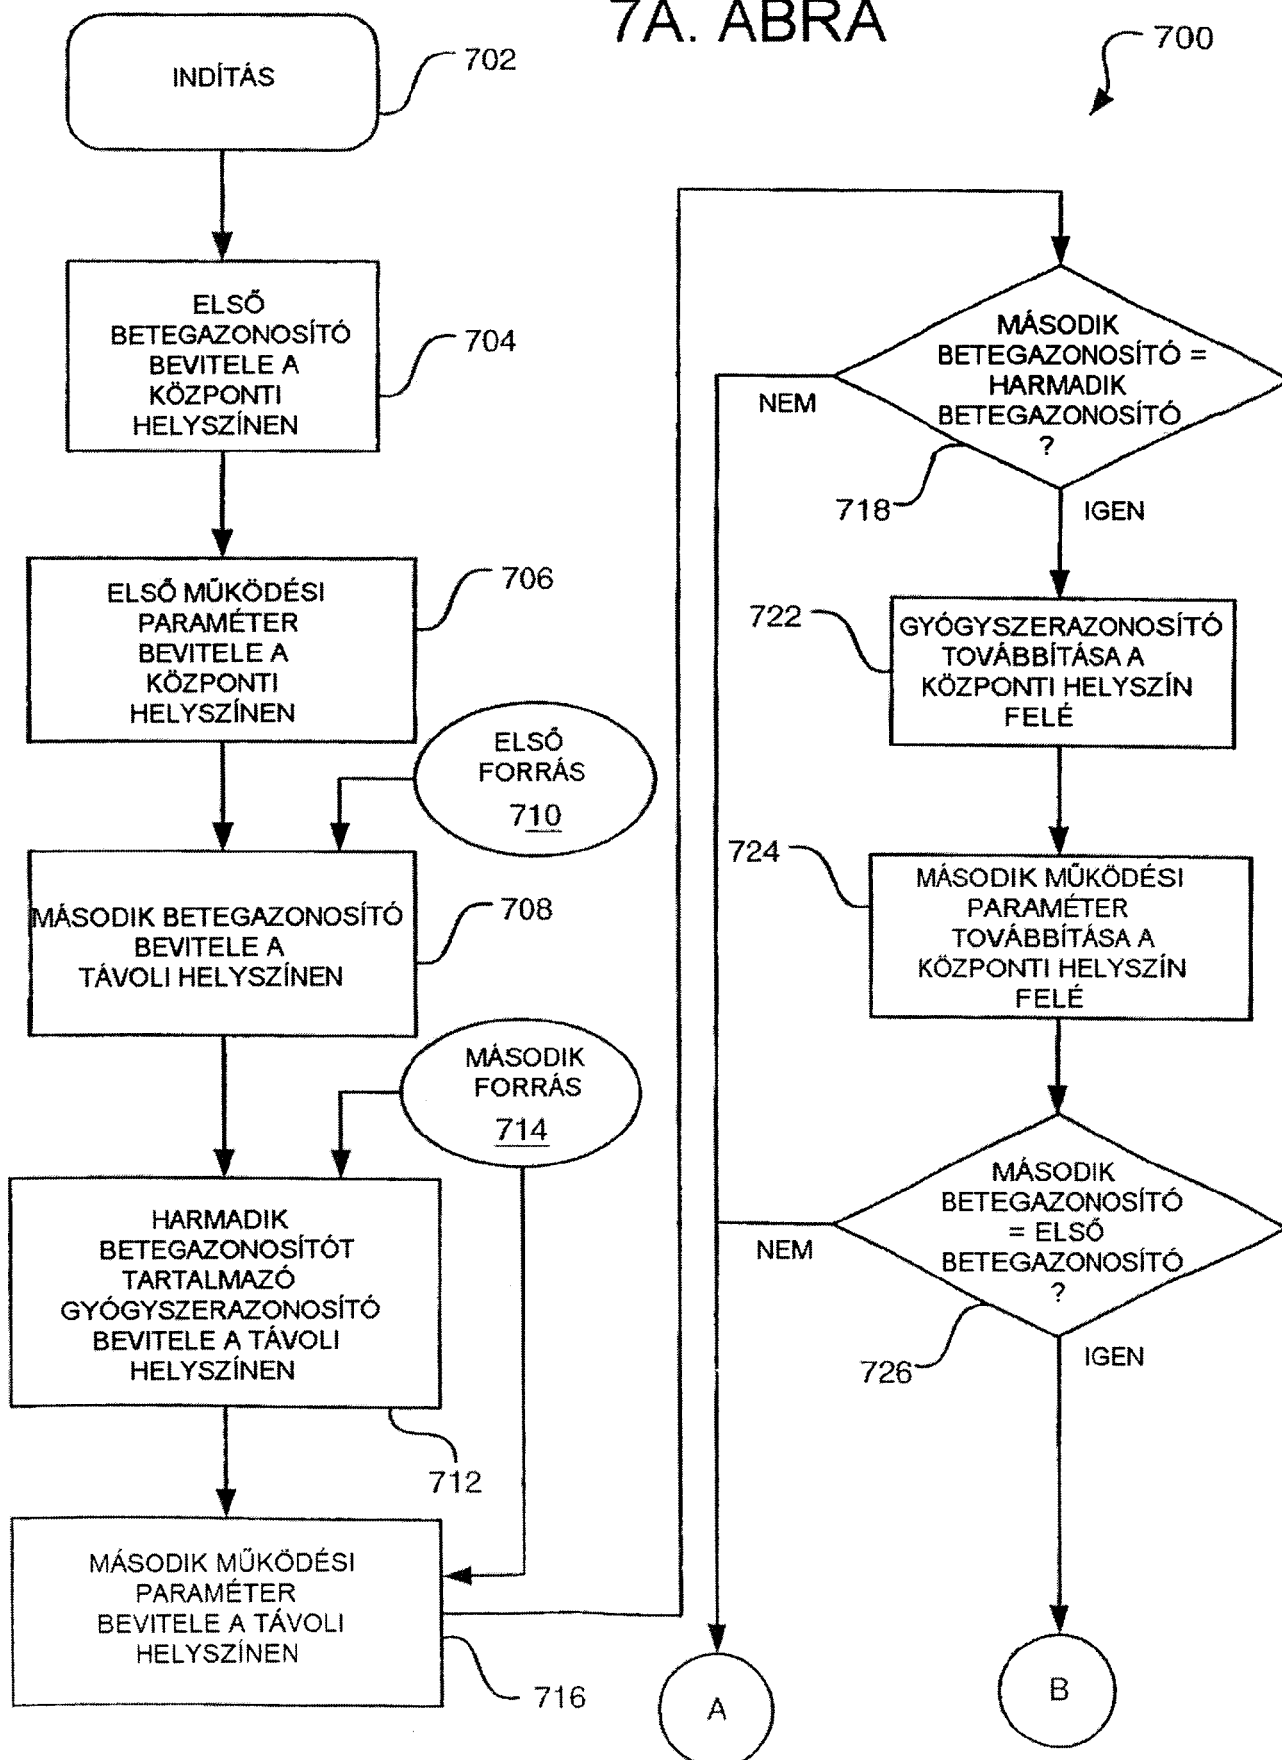 7A. ÁBRA
700
INDÍTÁS
702
ELSŐ
BETEGAZONOSÍTÓ
BEVITELE A
KÖZPONTI
HELYSZÍNEN
704
ELSŐ MŰKÖDÉSI
PARAMÉTER
BEVITELE A
KÖZPONTI
HELYSZÍNEN
706
ELSŐ
FORRÁS
710
MÁSODIK BETEGAZONOSÍTÓ
BEVITELE A
TÁVOLI HELYSZÍNEN
708
MÁSODIK
FORRÁS
714
HARMADIK
BETEGAZONOSÍTÓT
TARTALMAZÓ
GYÓGYSZERAZONOSÍTÓ
BEVITELE A TÁVOLI
HELYSZÍNEN
712
MÁSODIK MŰKÖDÉSI
PARAMÉTER
BEVITELE A TÁVOLI
HELYSZÍNEN
716
MÁSODIK
BETEGAZONOSÍTÓ =
HARMADIK
BETEGAZONOSÍTÓ
?
NEM
718
IGEN
722
GYÓGYSZERAZONOSÍTÓ
TOVÁBBÍTÁSA A
KÖZPONTI HELYSZÍN
FELÉ
724
MÁSODIK MŰKÖDÉSI
PARAMÉTER
TOVÁBBÍTÁSA A
KÖZPONTI HELYSZÍN
FELÉ
MÁSODIK
BETEGAZONOSÍTÓ
= ELSŐ
BETEGAZONOSÍTÓ
?
NEM
726
IGEN
A
B